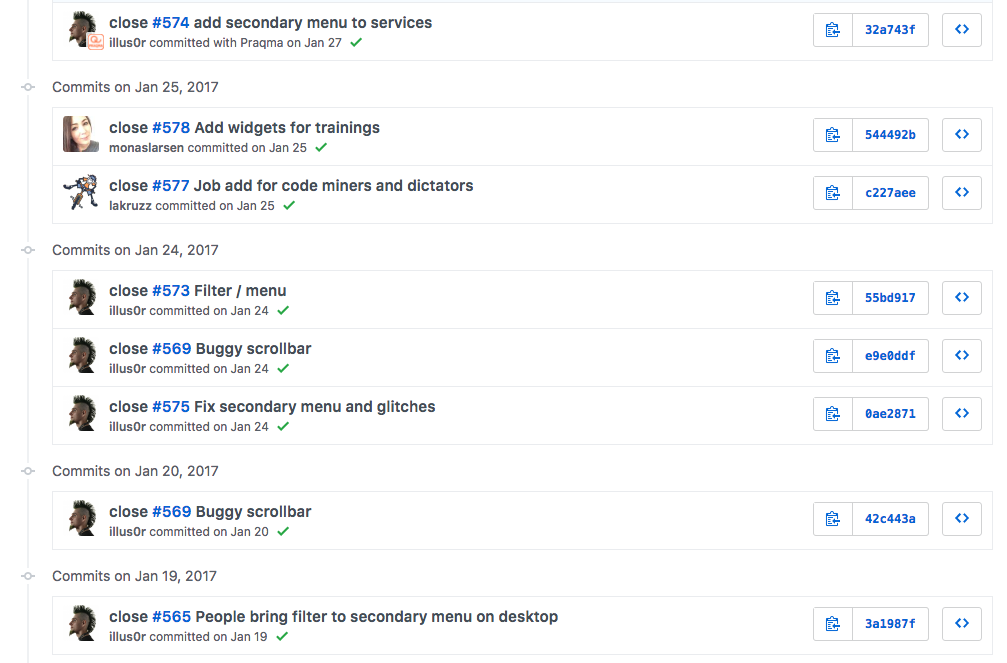 close #574 add secondary menu to services
illus0r committed with Praqma on Jan 27
32a743f
Commits on Jan 25, 2017
close #578 Add widgets for trainings
monaslarsen committed on Jan 25
544492b
close #577 Job add for code miners and dictators
lakruzz committed on Jan 25
c227aee
Commits on Jan 24, 2017
close #573 Filter / menu
illus0r committed on Jan 24
55bd917
close #569 Buggy scrollbar
illus0r committed on Jan 24
e9e0ddf
close #575 Fix secondary menu and glitches
illus0r committed on Jan 24
0ae2871
Commits on Jan 20, 2017
close #569 Buggy scrollbar
illus0r committed on Jan 20
42c443a
Commits on Jan 19, 2017
close #565 People bring filter to secondary menu on desktop
illus0r committed on Jan 19
3a1987f